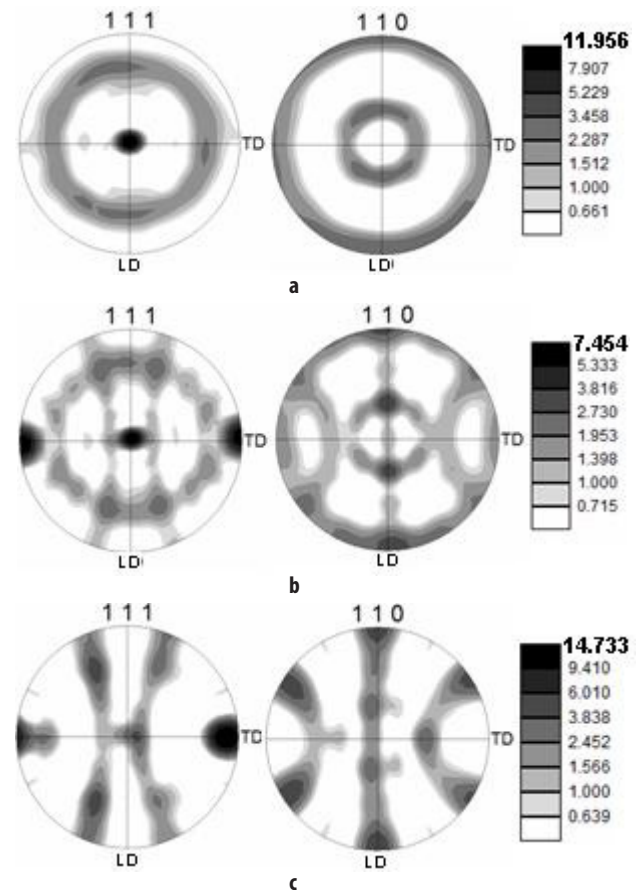 1 1 1
1 1 0
11.956
7.907
5.229
3.458
2.287
1.512
1.000
0.661
TD
TD
LD
LD
a
1 1 1
1 1 0
7.454
5.333
3.816
2.730
1.953
1.398
1.000
0.715
TD
TD
LD
LD
b
1 1 1
1 1 0
14.733
9.410
6.010
3.838
2.452
1.566
1.000
0.639
TD
TD
LD
LD
c